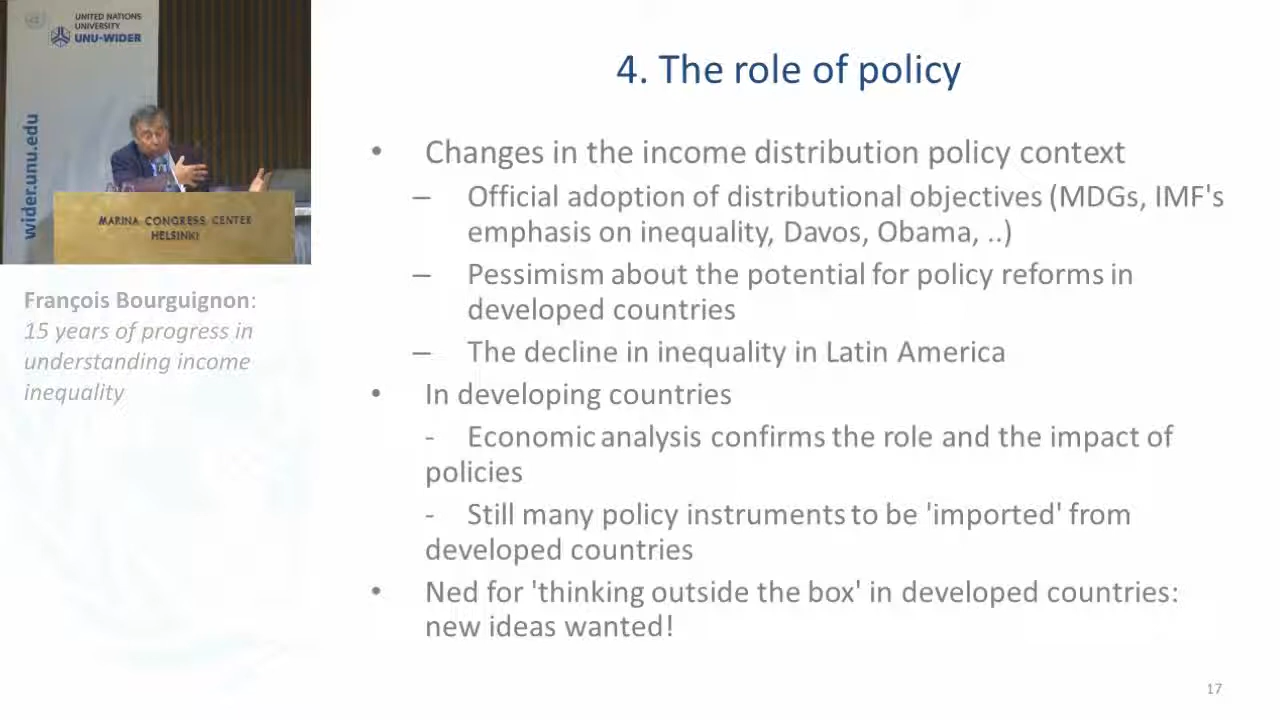 UNITED NATIONS
UNIVERSITY
UNU-WIDER
wider.unu.edu
MARINA CONGRESS CENTER
HELSINKI
François Bourguignon:
15 years of progress in
understanding income
inequality
4. The role of policy
• Changes in the income distribution policy context
– Official adoption of distributional objectives (MDGs, IMF's
emphasis on inequality, Davos, Obama, ..)
– Pessimism about the potential for policy reforms in
developed countries
– The decline in inequality in Latin America
• In developing countries
- Economic analysis confirms the role and the impact of
policies
- Still many policy instruments to be 'imported' from
developed countries
• Ned for 'thinking outside the box' in developed countries:
new ideas wanted!
17